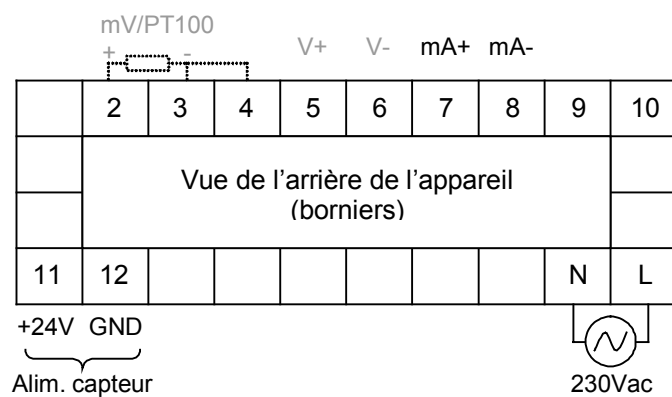 mV/PT100
+ - V+ V- mA+ mA-
2 3 4 5 6 7 8 9 10
Vue de l’arrière de l’appareil
(borniers)
11 12 N L
+24V GND
Alim. capteur 230Vac